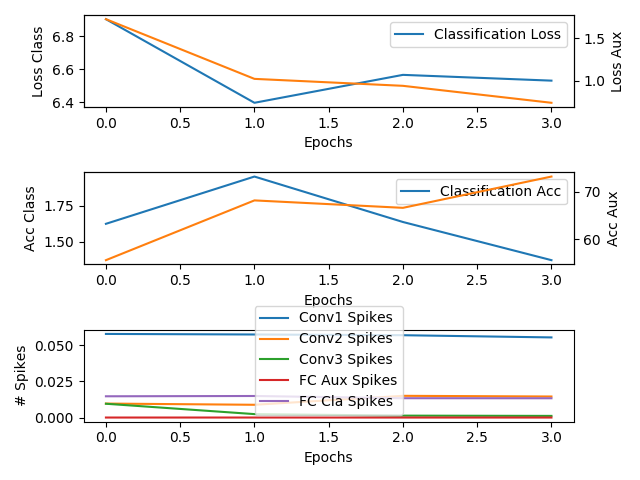 Loss Class
6.8
6.6
6.4
Classification Loss
1.5
1.0
Loss Aux
0.0 0.5 1.0 1.5 2.0 2.5 3.0
Epochs
Acc Class
1.75
1.50
Classification Acc
70
60
Acc Aux
0.0 0.5 1.0 1.5 2.0 2.5 3.0
Epochs
# Spikes
0.050
0.025
0.000
Conv1 Spikes
Conv2 Spikes
Conv3 Spikes
FC Aux Spikes
FC Cla Spikes
0.0 0.5 1.0 1.5 2.0 2.5 3.0
Epochs